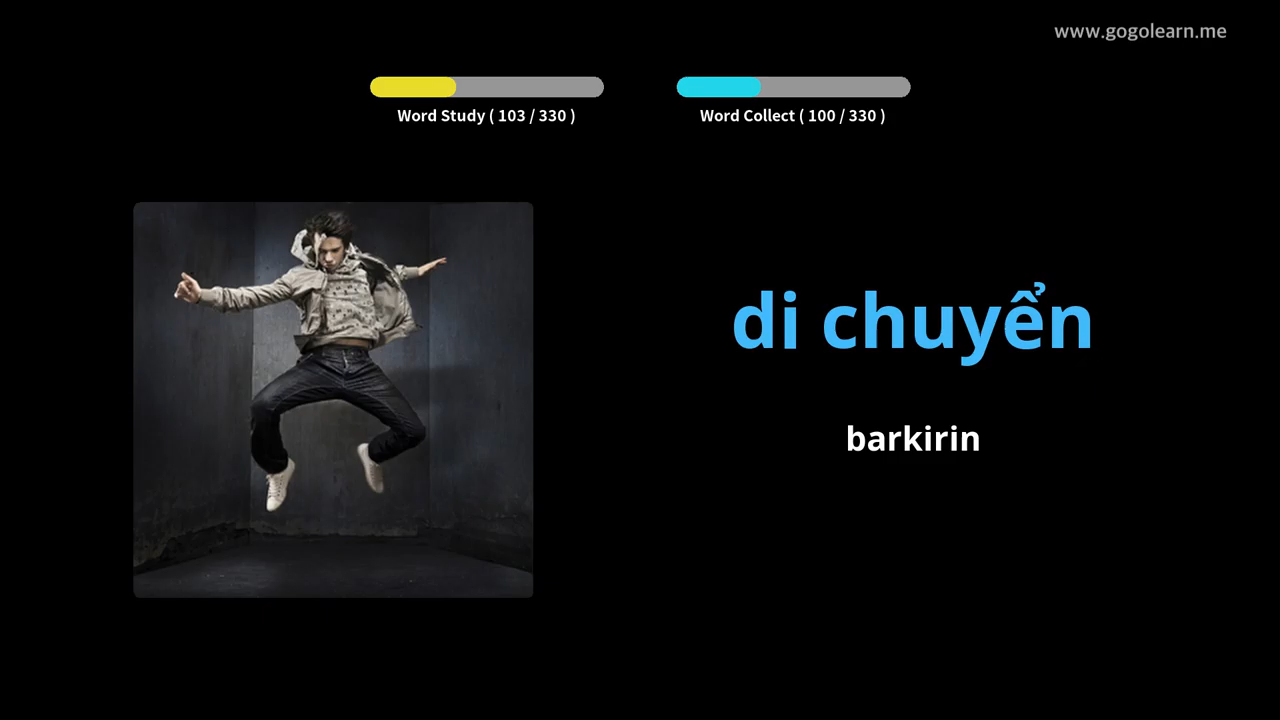 www.gogolearn.me
Word Study ( 103 / 330 )
Word Collect ( 100 / 330 )
di chuyển
barkirin